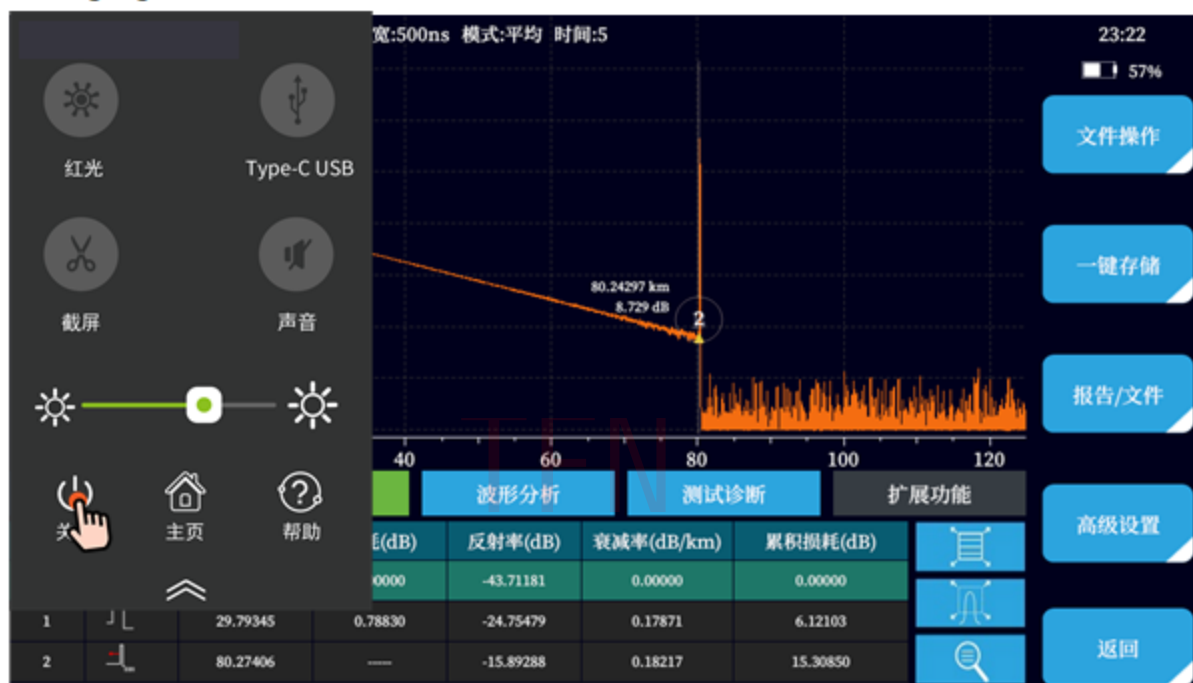 宽:500ns 模式:平均 时间:5
23:22
57%
红光
Type-C USB
截屏
声音
关
主页
帮助
80.24297 km
8.729 dB
2
40 60 80 100 120
TFN
波形分析 测试诊断 扩展功能
耗(dB) 反射率(dB) 衰减率(dB/km) 累积损耗(dB)
0000 -43.71181 0.00000 0.00000
1 29.79345 0.78830 -24.75479 0.17871 6.12103
2 80.27406 ---- -15.89288 0.18217 15.30850
文件操作
一键存储
报告/文件
高级设置
返回